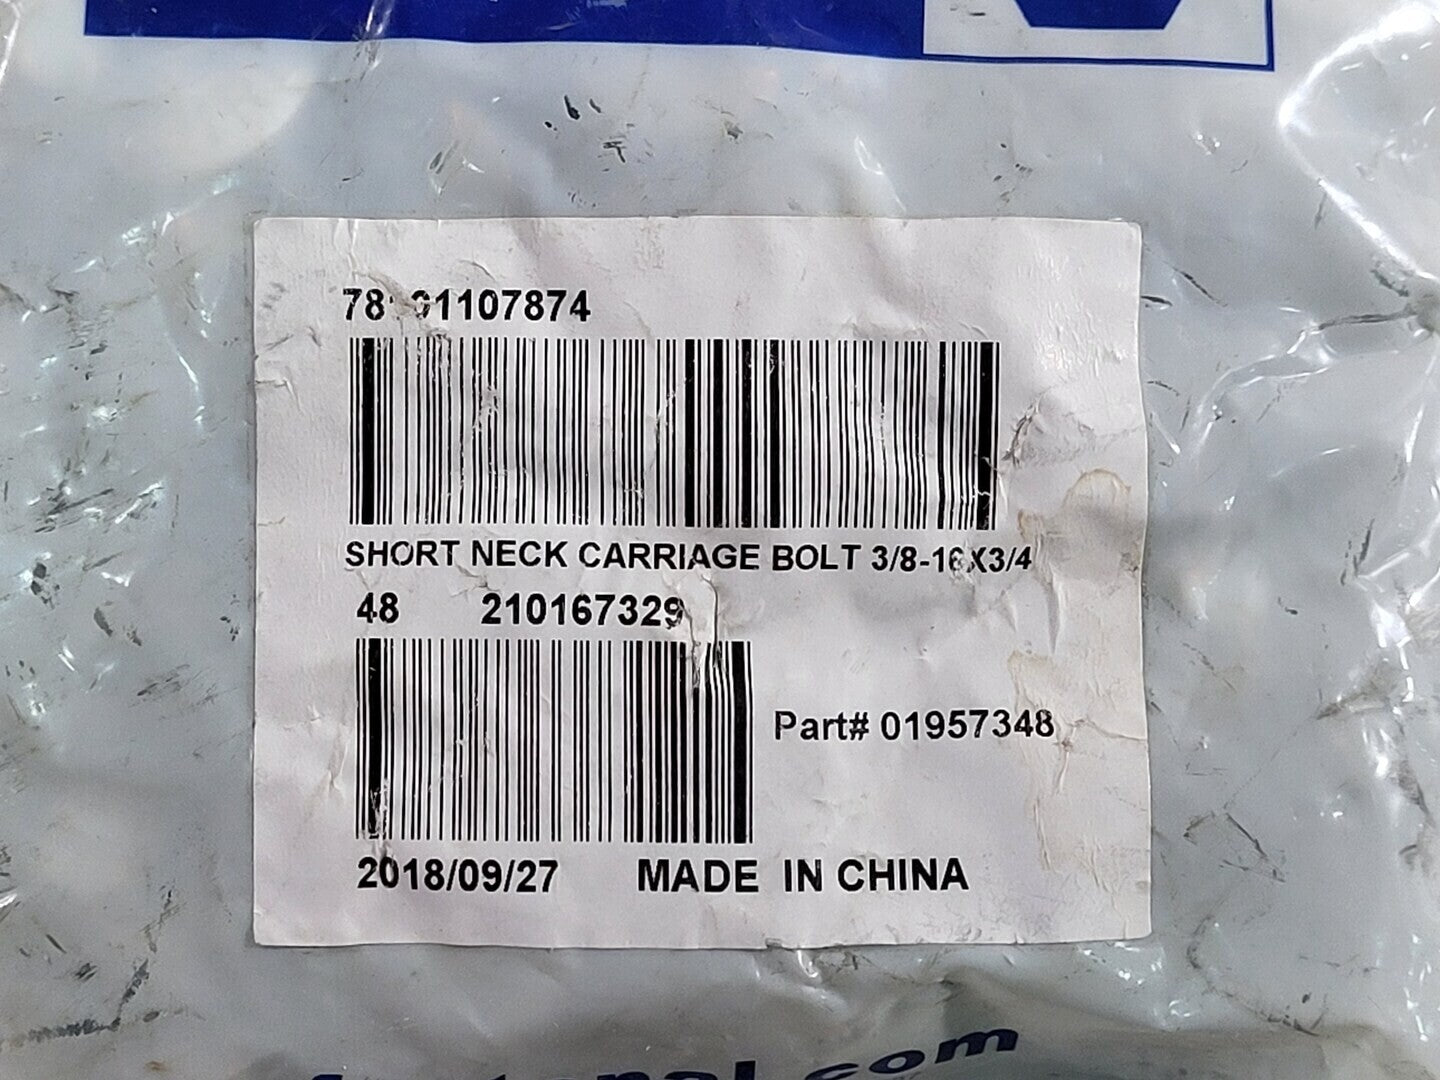 SHORT NECK CARRIAGE BOLT 3/8-16X3/4
48 210167329
Part# 01957348
2018/09/27 MADE IN CHINA